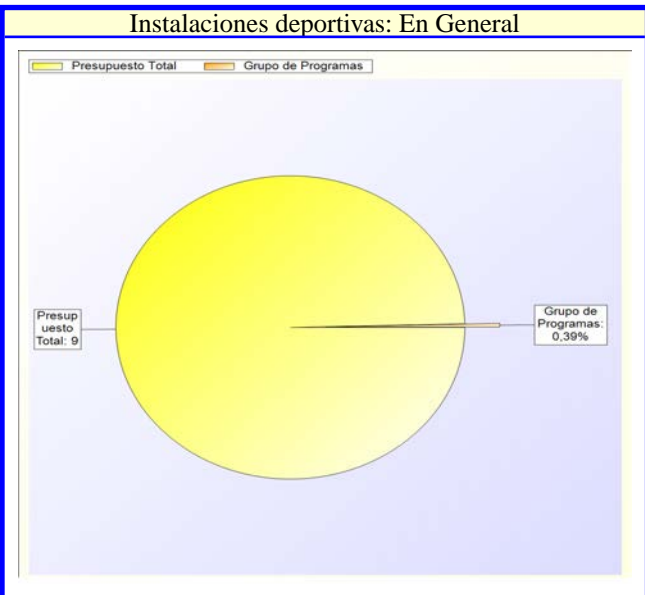 Instalaciones deportivas: En General
Presupuesto Total Grupo de Programas
Presup
uesto
Total: 9
Grupo de
Programas:
0,39%